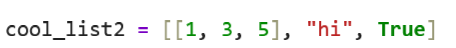 cool_list2 = [[1, 3, 5], "hi", True]